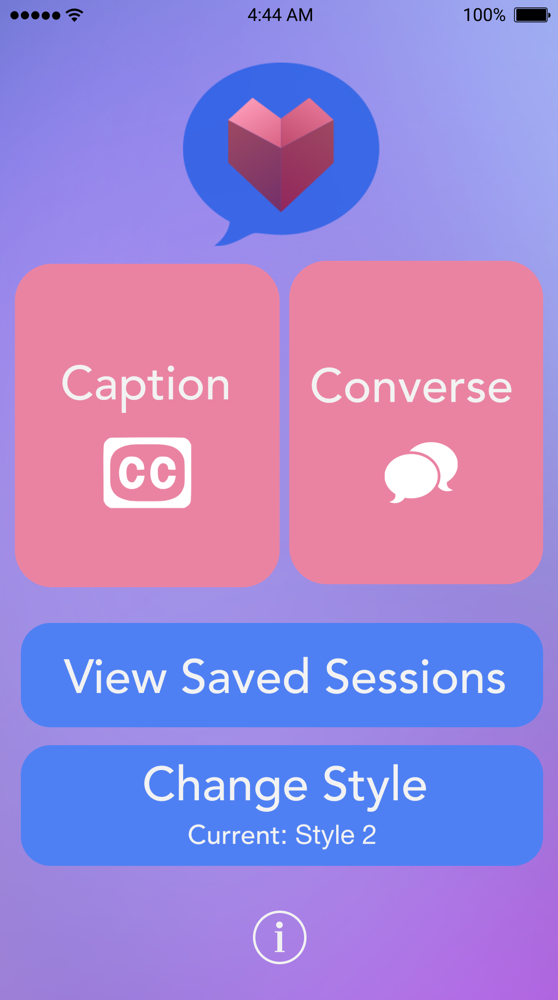 4:44 AM
100%
Caption
Converse
CC
View Saved Sessions
Change Style
Current: Style 2
i